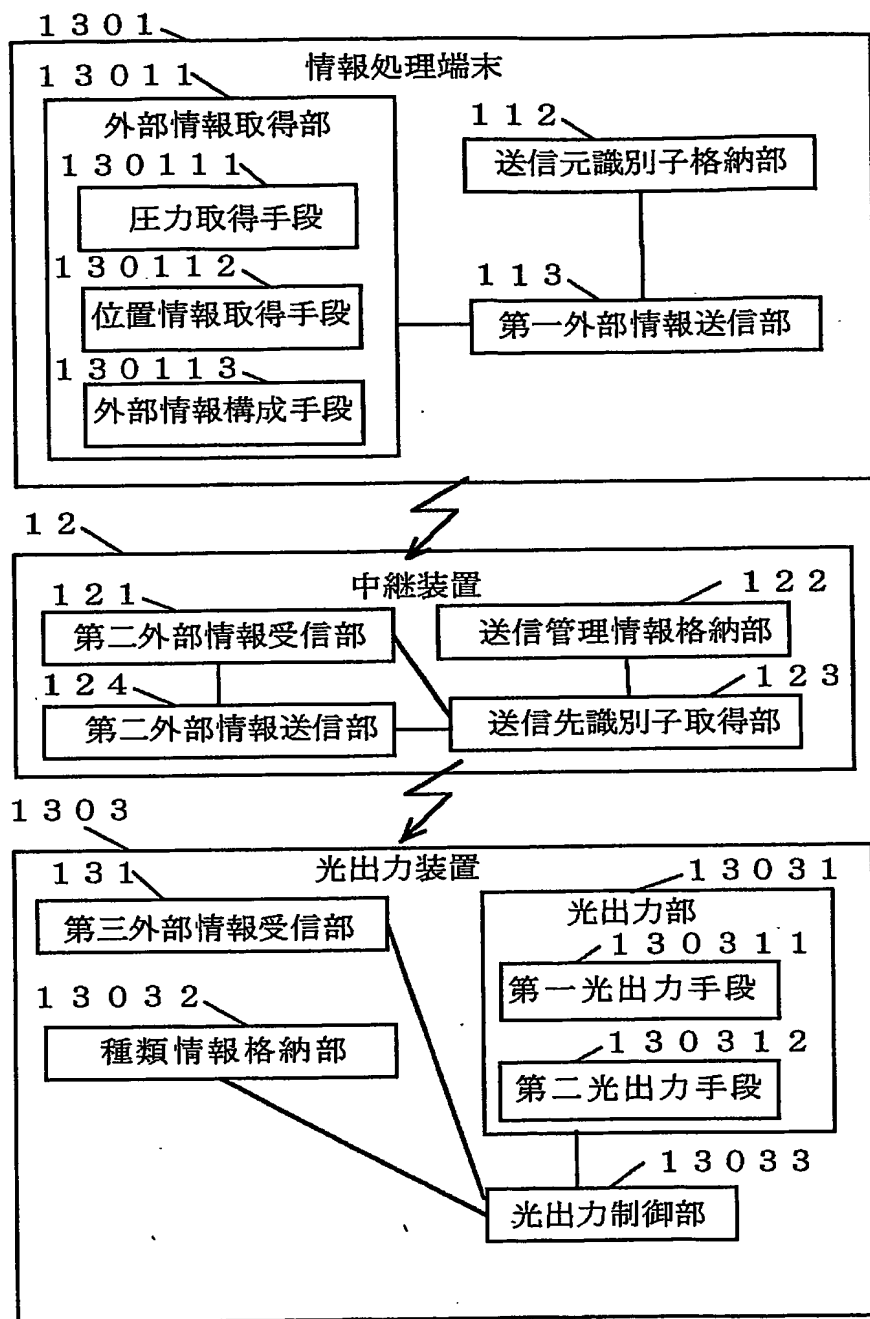 １３０１
情報処理端末
１３０１１
外部情報取得部
１３０１１１
圧力取得手段
１３０１１２
位置情報取得手段
１３０１１３
外部情報構成手段
１１２
送信元識別子格納部
１１３
第一外部情報送信部
１２
中継装置
１２１
第二外部情報受信部
１２２
送信管理情報格納部
１２４
第二外部情報送信部
１２３
送信先識別子取得部
１３０３
光出力装置
１３１
第三外部情報受信部
１３０３２
種類情報格納部
１３０３１
光出力部
１３０３１１
第一光出力手段
１３０３１２
第二光出力手段
１３０３３
光出力制御部